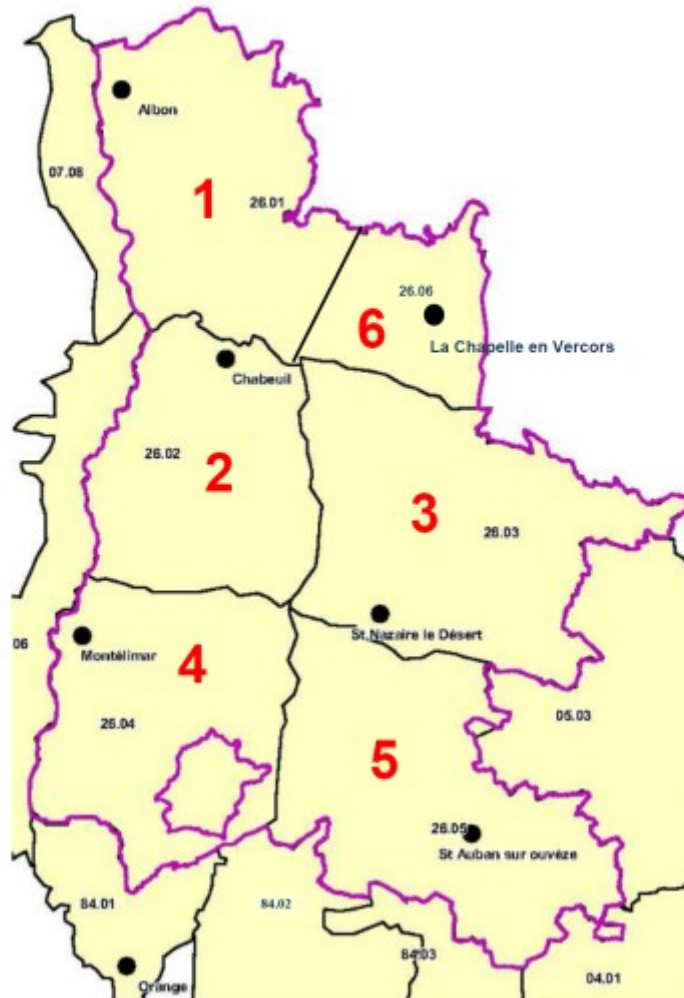 Albon
07.08
1
26.01
26.06
6
La Chapelle en Vercors
Chabeuil
26.02
2
3
26.03
St Nazaire le Désert
06
Montélimar
4
26.04
05.03
5
26.05
St Auban sur ouvèze
84.01
84.02
84.03
04.01
Orange